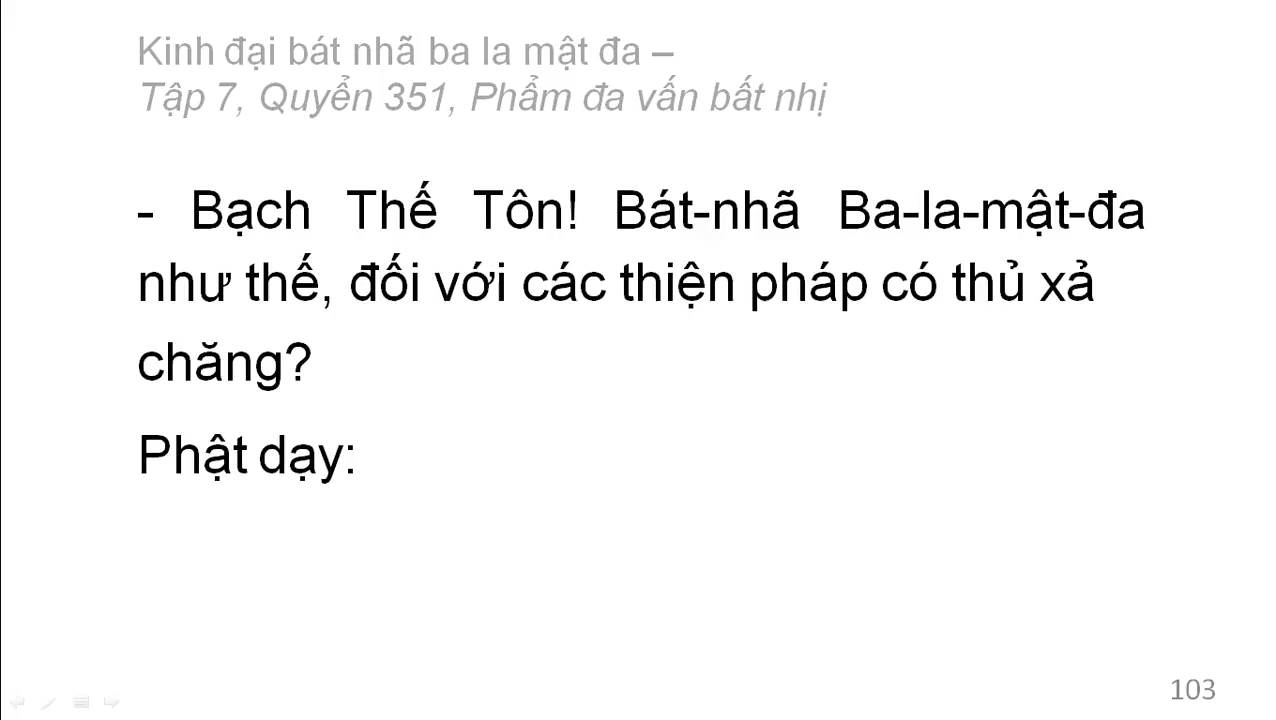 Kinh đại bát nhã ba la mật đa –
Tập 7, Quyển 351, Phẩm đa vấn bất nhị
- Bạch Thế Tôn! Bát-nhã Ba-la-mật-đa
như thế, đối với các thiện pháp có thủ xả
chăng?
Phật dạy:
103